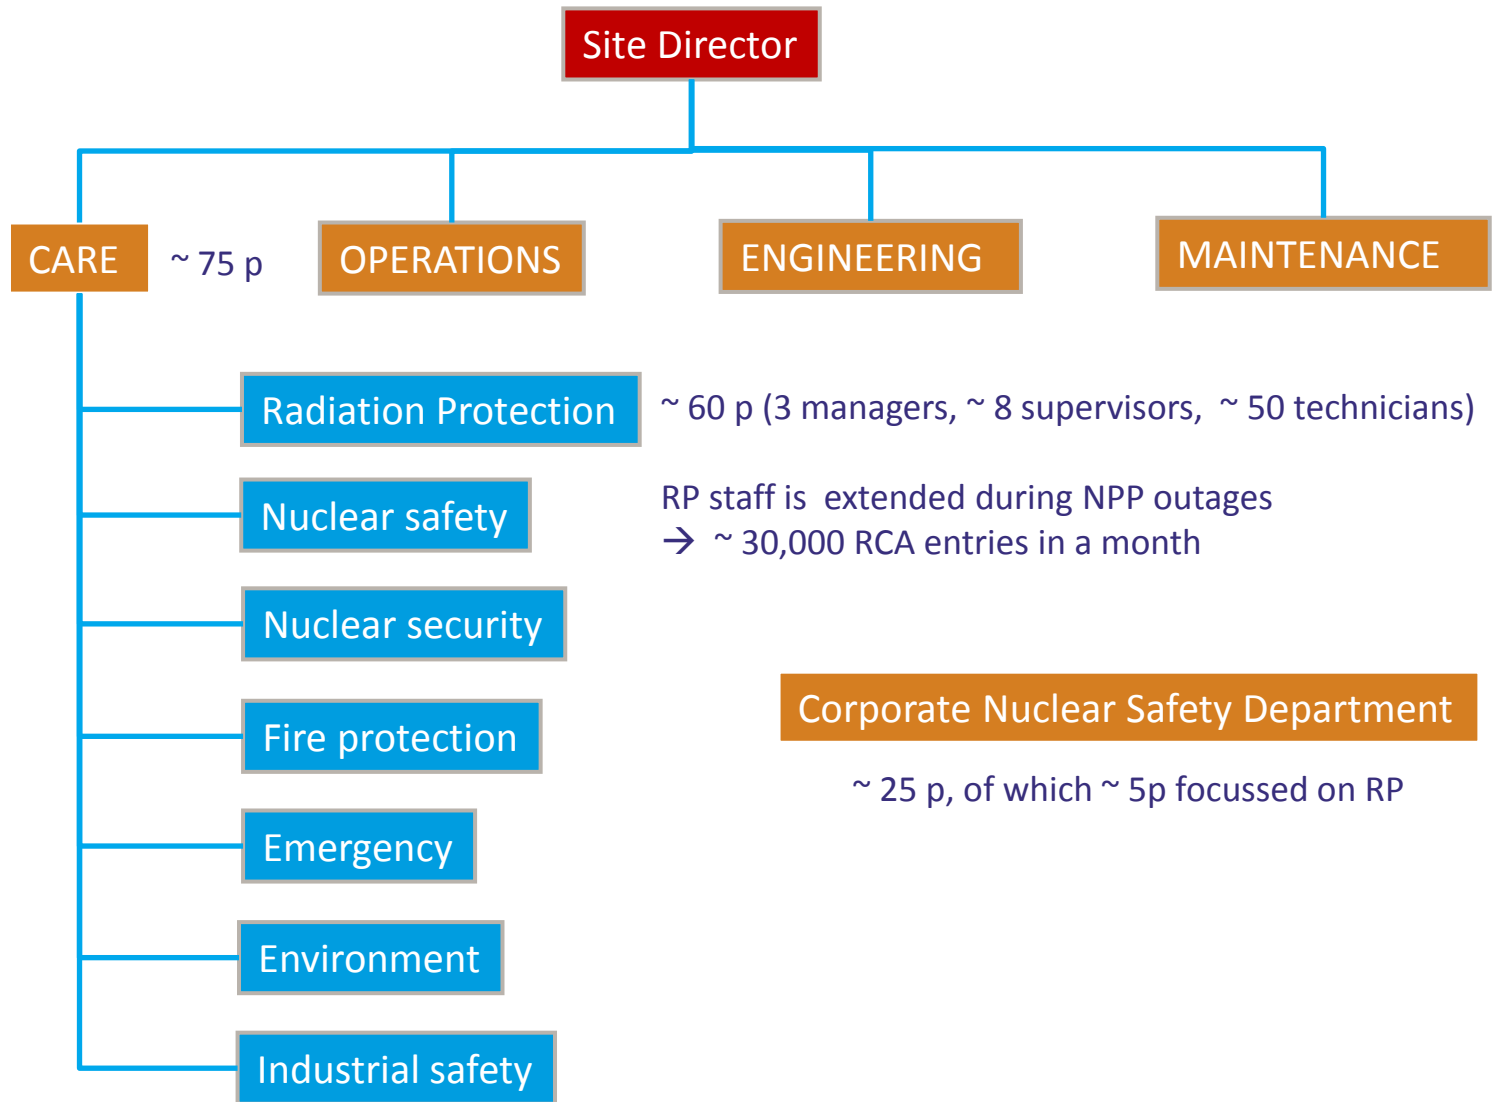 Site Director
CARE
~ 75 p
OPERATIONS
ENGINEERING
MAINTENANCE
Radiation Protection
~ 60 p (3 managers, ~ 8 supervisors, ~ 50 technicians)
Nuclear safety
RP staff is extended during NPP outages
→ ~ 30,000 RCA entries in a month
Nuclear security
Fire protection
Corporate Nuclear Safety Department
~ 25 p, of which ~ 5p focussed on RP
Emergency
Environment
Industrial safety